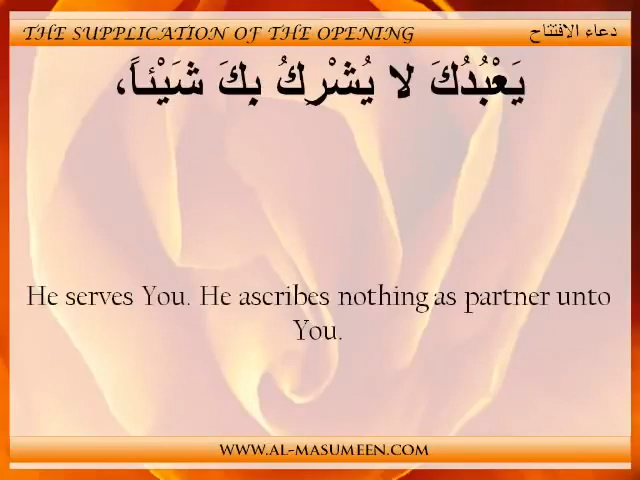 THE SUPPLICATION OF THE OPENING دعاء الافتتاح
يَعْبُدُكَ لا يُشْرِكُ بِكَ شَيْئاً،
He serves You. He ascribes nothing as partner unto
You.
WWW.AL-MASUMEEN.COM